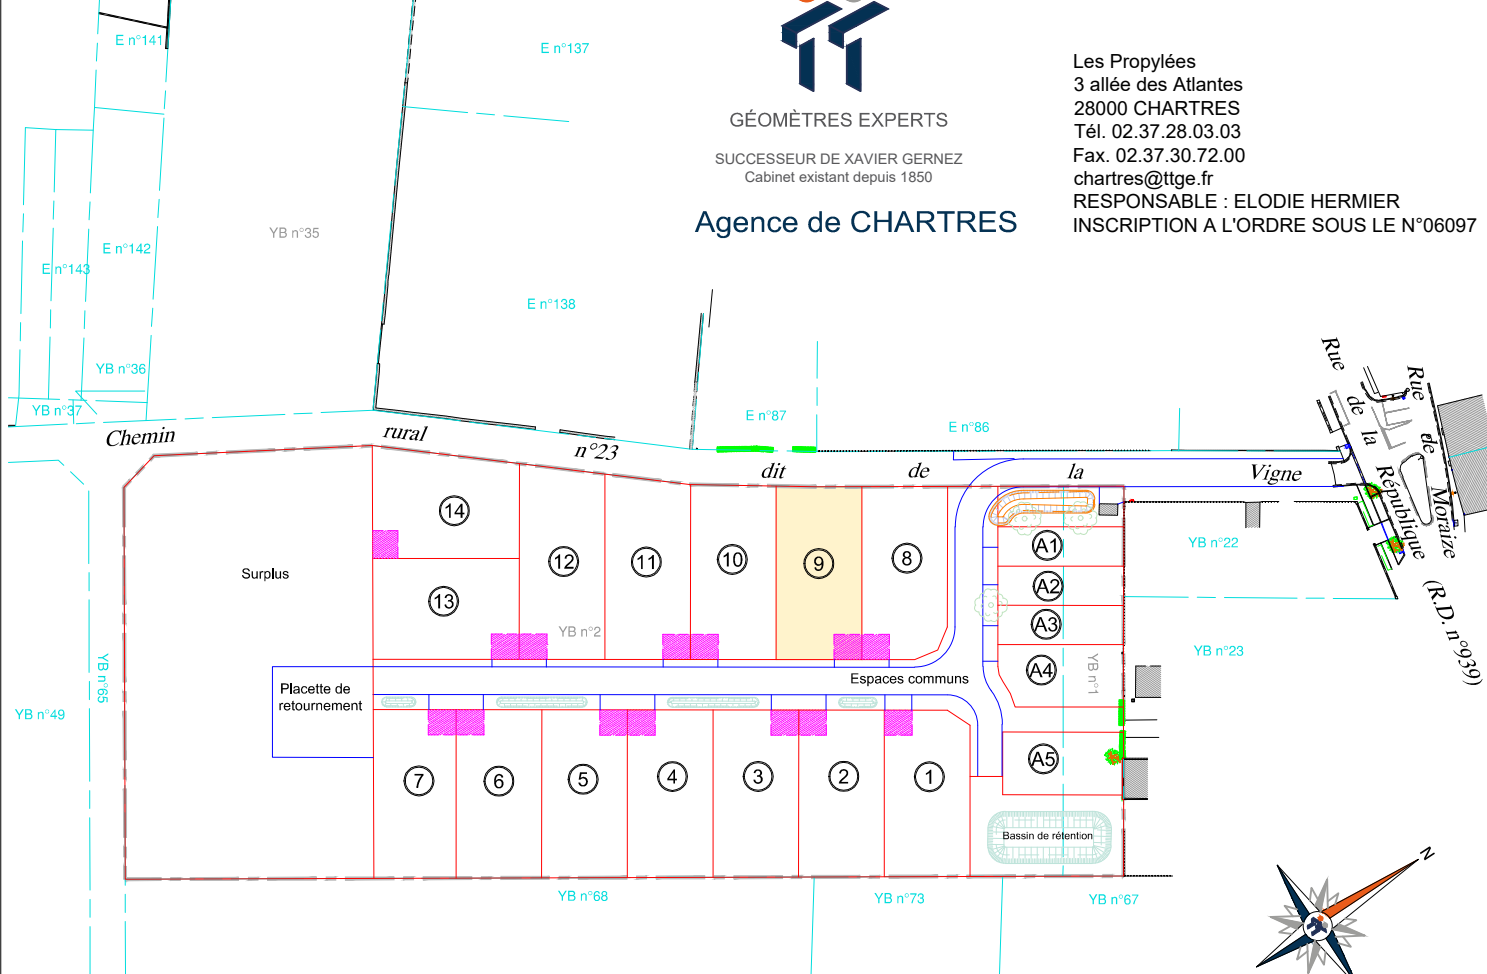 E n°141
E n°137
GÉOMÈTRES EXPERTS
SUCCESSEUR DE XAVIER GERNEZ
Cabinet existant depuis 1850
Agence de CHARTRES
Les Propylées
3 allée des Atlantes
28000 CHARTRES
Tél. 02.37.28.03.03
Fax. 02.37.30.72.00
chartres@ttge.fr
RESPONSABLE : ELODIE HERMIER
INSCRIPTION A L'ORDRE SOUS LE N°06097
YB n°35
E n°142
E n°143
E n°138
YB n°36
YB n°37
E n°87
E n°86
Chemin rural n°23 dit de la Vigne
Rue de la République
Rue de Moraize
(R.D. n°939)
14
13
12
11
10
9
8
A1
A2
A3
A4
A5
Surplus
YB n°2
YB n°1
YB n°22
YB n°23
YB n°65
YB n°49
Placette de
retournement
Espaces communs
7
6
5
4
3
2
1
Bassin de rétention
YB n°68
YB n°73
YB n°67
N